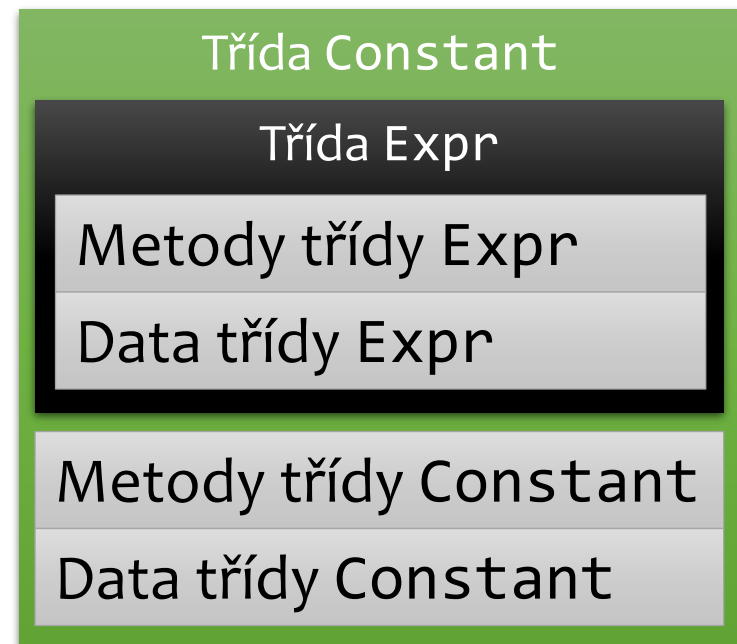 Třída Constant
Třída Expr
Metody třídy Expr
Data třídy Expr
Metody třídy Constant
Data třídy Constant